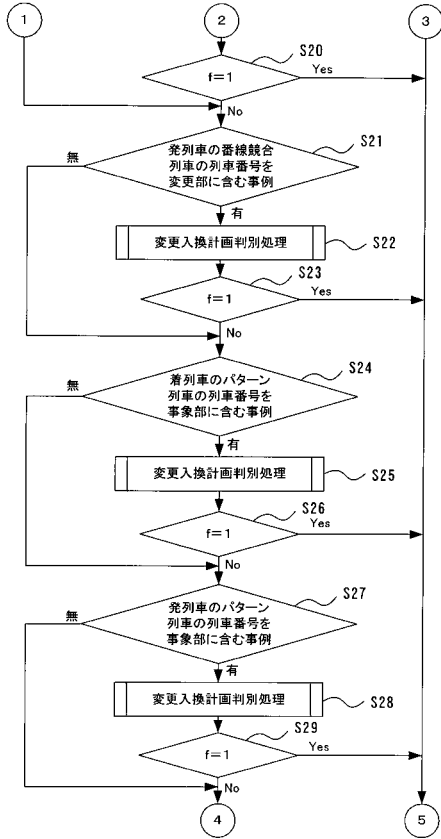 1
2
3
S20
f=1
Yes
No
S21
発列車の番線競合
列車の列車番号を
変更部に含む事例
無
有
変更入換計画判別処理
S22
S23
f=1
Yes
No
S24
着列車のパターン
列車の列車番号を
事象部に含む事例
無
有
変更入換計画判別処理
S25
S26
f=1
Yes
No
S27
発列車のパターン
列車の列車番号を
事象部に含む事例
無
有
変更入換計画判別処理
S28
S29
f=1
Yes
No
4
5